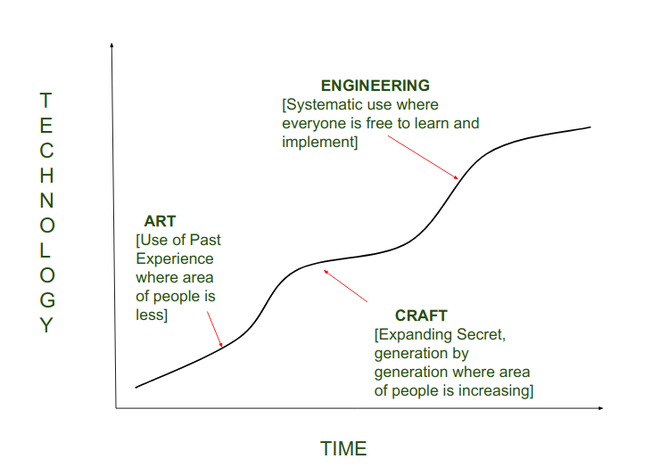 TECHNOLOGY
ENGINEERING
[Systematic use where
everyone is free to learn and
implement]
ART
[Use of Past
Experience
where area
of people is
less]
CRAFT
[Expanding Secret,
generation by
generation where area
of people is increasing]
TIME